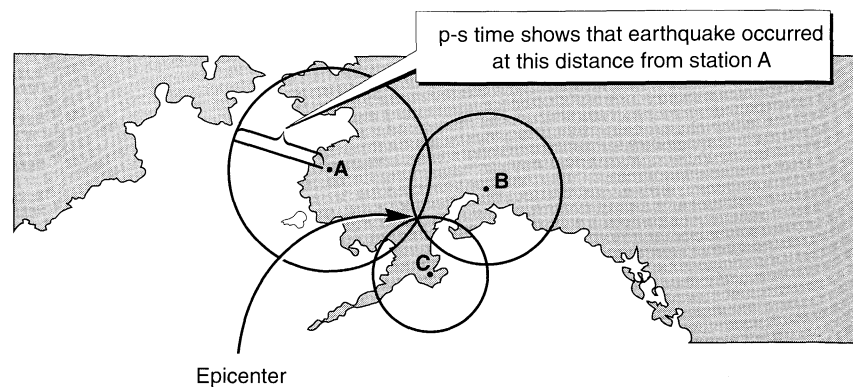 p-s time shows that earthquake occurred
at this distance from station A
A
B
C
Epicenter